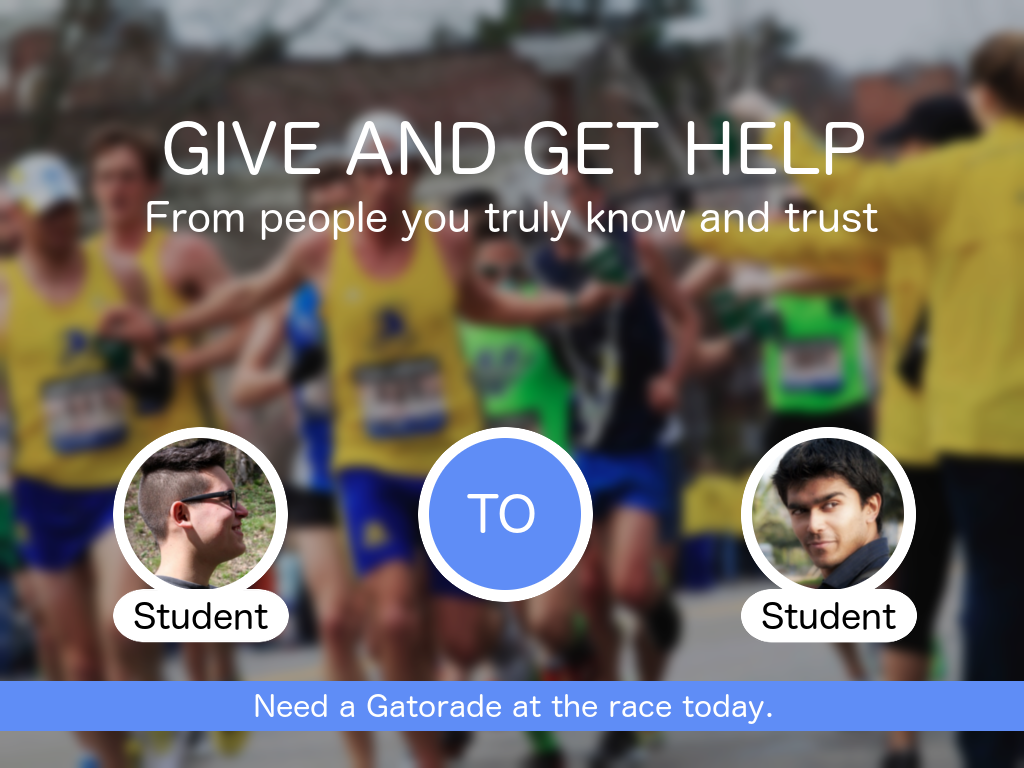 GIVE AND GET HELP
From people you truly know and trust
TO
Student
Student
Need a Gatorade at the race today.